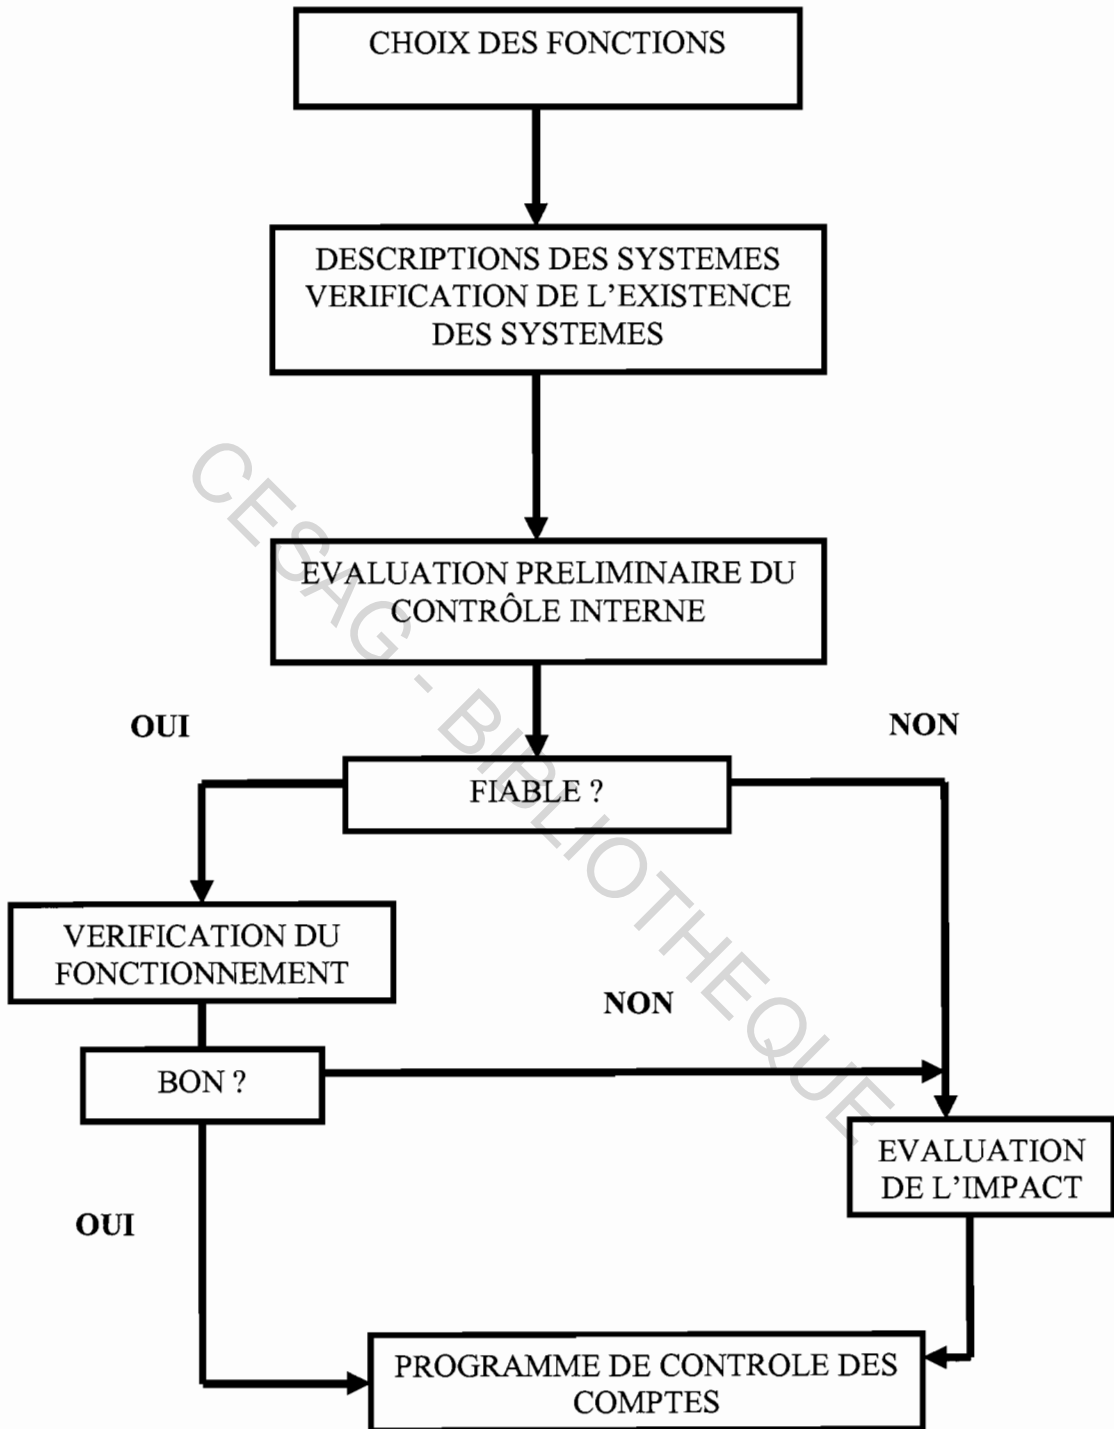 CHOIX DES FONCTIONS
DESCRIPTIONS DES SYSTEMES
VERIFICATION DE L'EXISTENCE
DES SYSTEMES
EVALUATION PRELIMINAIRE DU
CONTRÔLE INTERNE
OUI
NON
FIABLE ?
VERIFICATION DU
FONCTIONNEMENT
NON
BON ?
EVALUATION
DE L'IMPACT
OUI
PROGRAMME DE CONTROLE DES
COMPTES
CESAG - BIBLIOTHEQUE